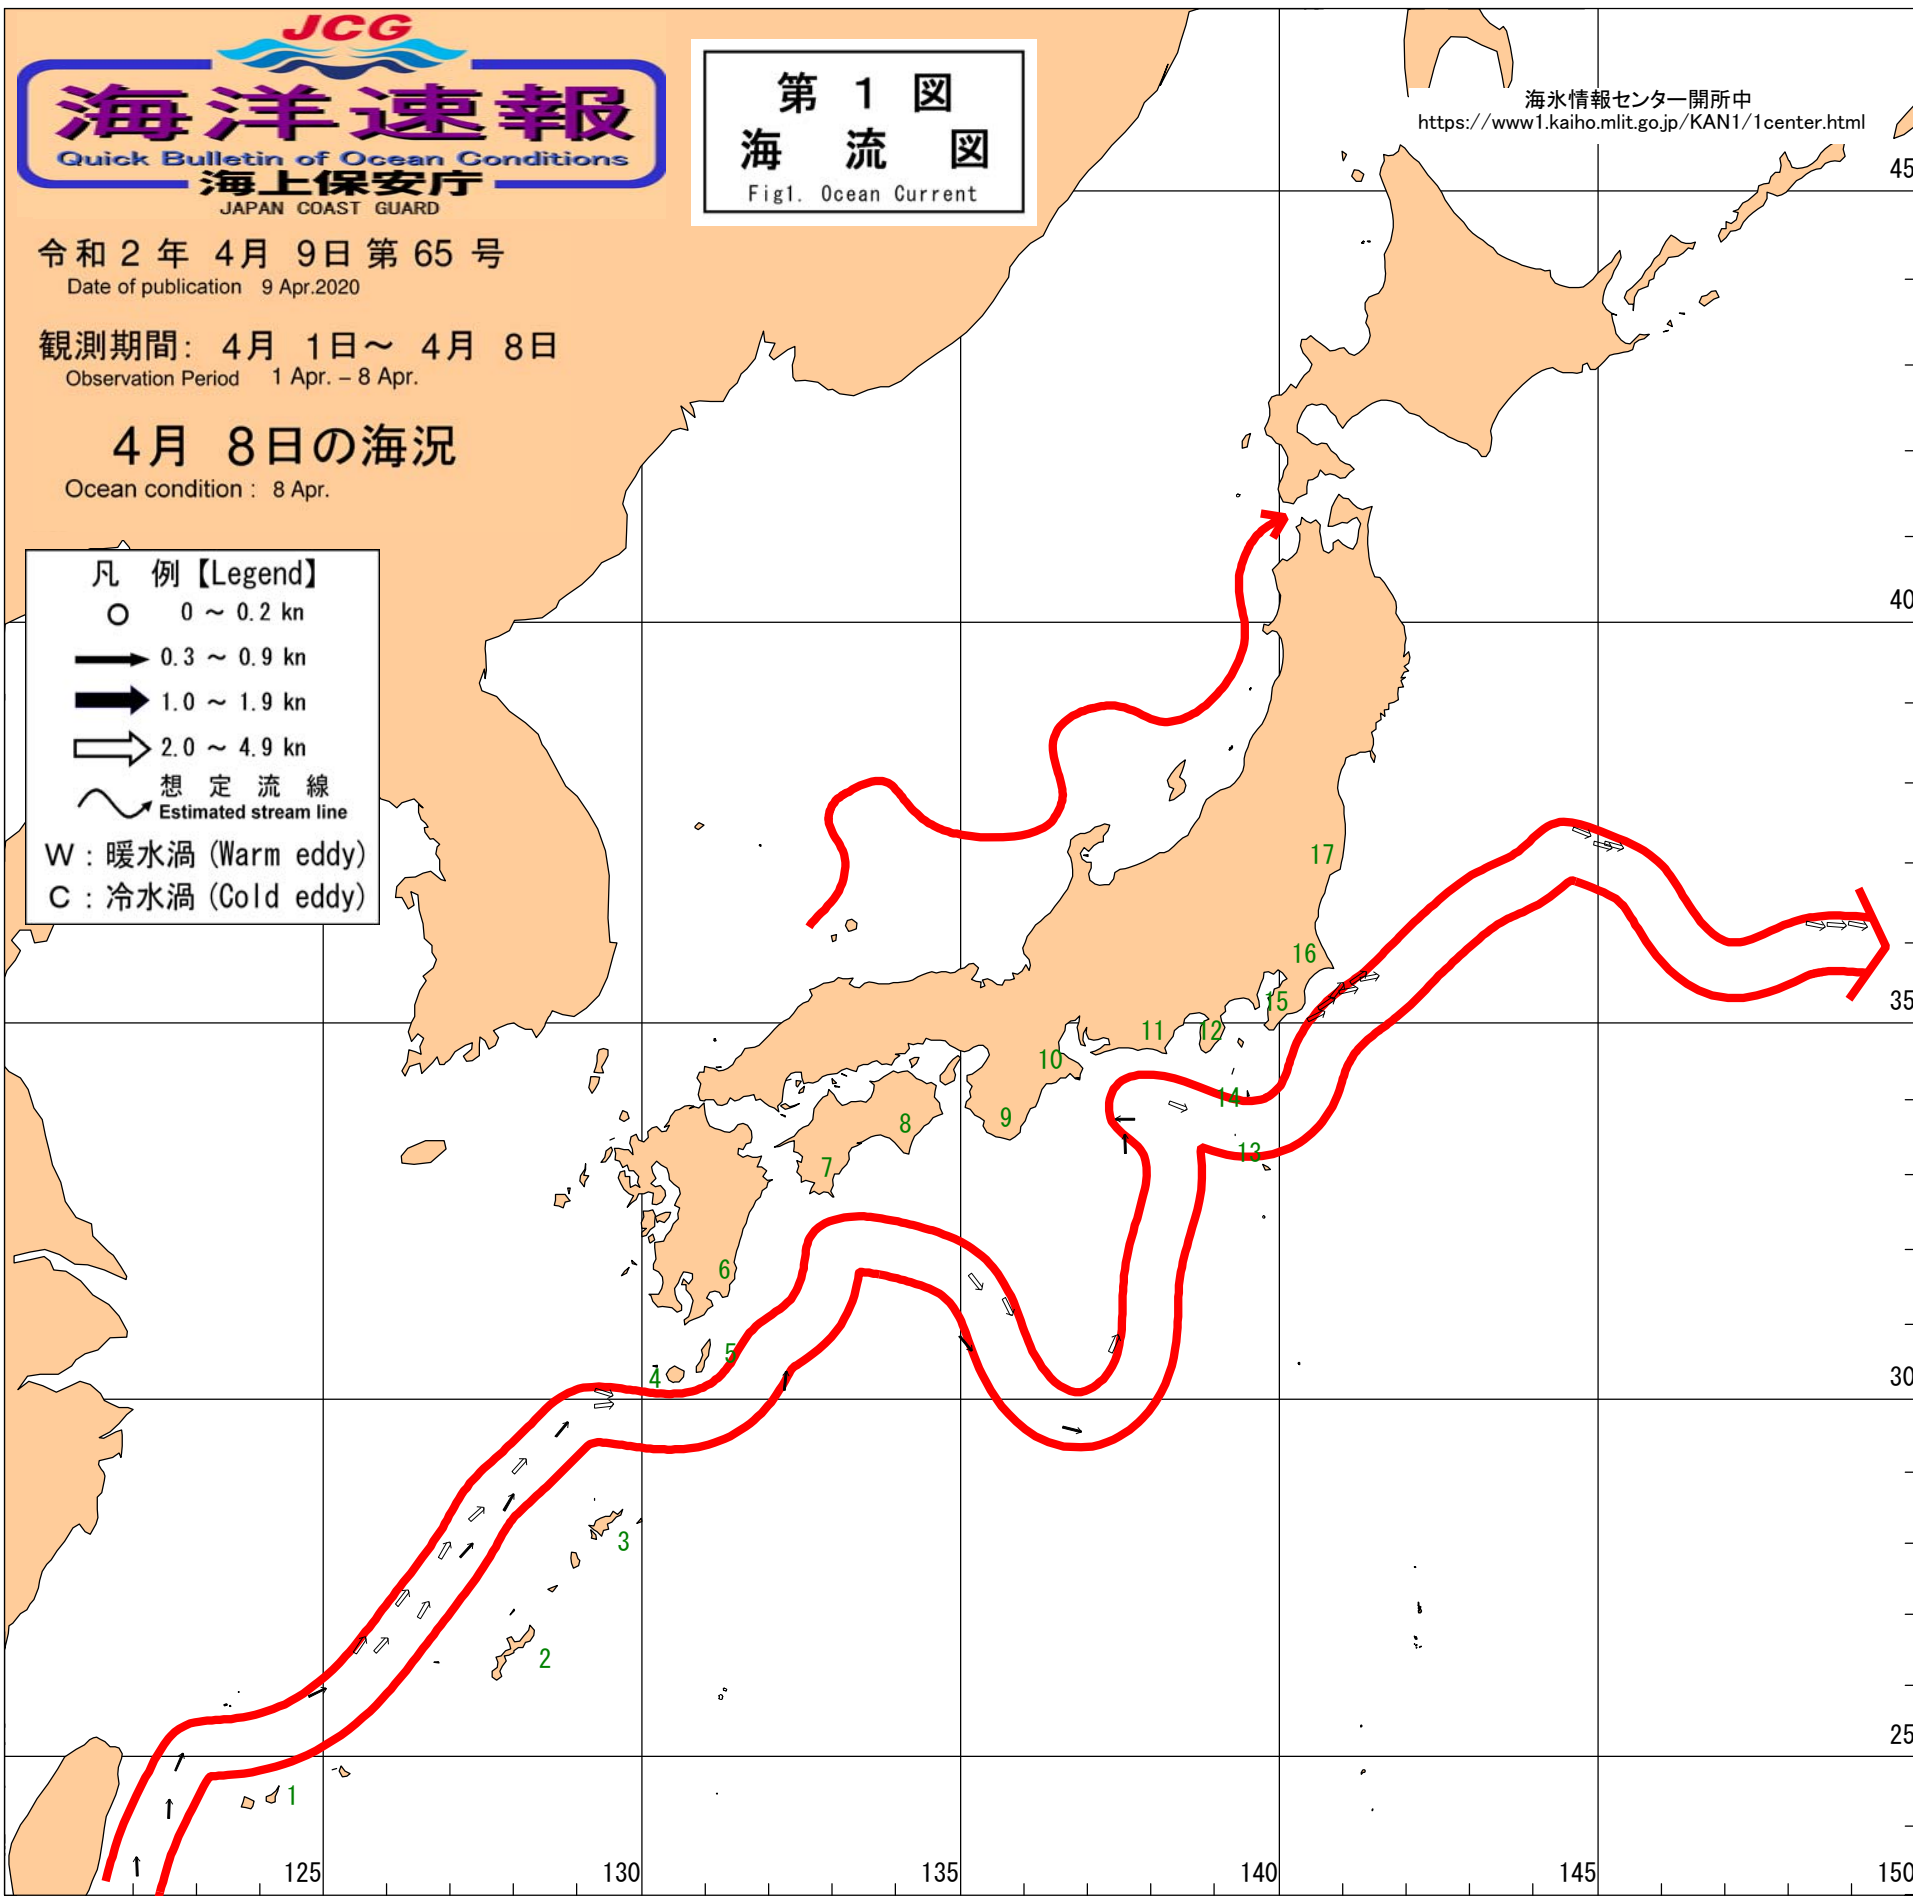 JCG
海洋速報
Quick Bulletin of Ocean Conditions
海上保安庁
JAPAN COAST GUARD
第 1 図
海 流 図
Fig1. Ocean Current
海氷情報センター開所中
https://www1.kaiho.mlit.go.jp/KAN1/1center.html
令和 2 年 4月 9日 第 65 号
Date of publication 9 Apr.2020
観測期間: 4月 1日～ 4月 8日
Observation Period 1 Apr. – 8 Apr.
4月 8日の海況
Ocean condition : 8 Apr.
凡 例【Legend】
0 ～ 0.2 kn
0.3 ～ 0.9 kn
1.0 ～ 1.9 kn
2.0 ～ 4.9 kn
想 定 流 線
Estimated stream line
W : 暖水渦 (Warm eddy)
C : 冷水渦 (Cold eddy)
45
40
35
30
25
17
16
15
14
13
12
11
10
9
8
7
6
5
4
3
2
1
125
130
135
140
145
150